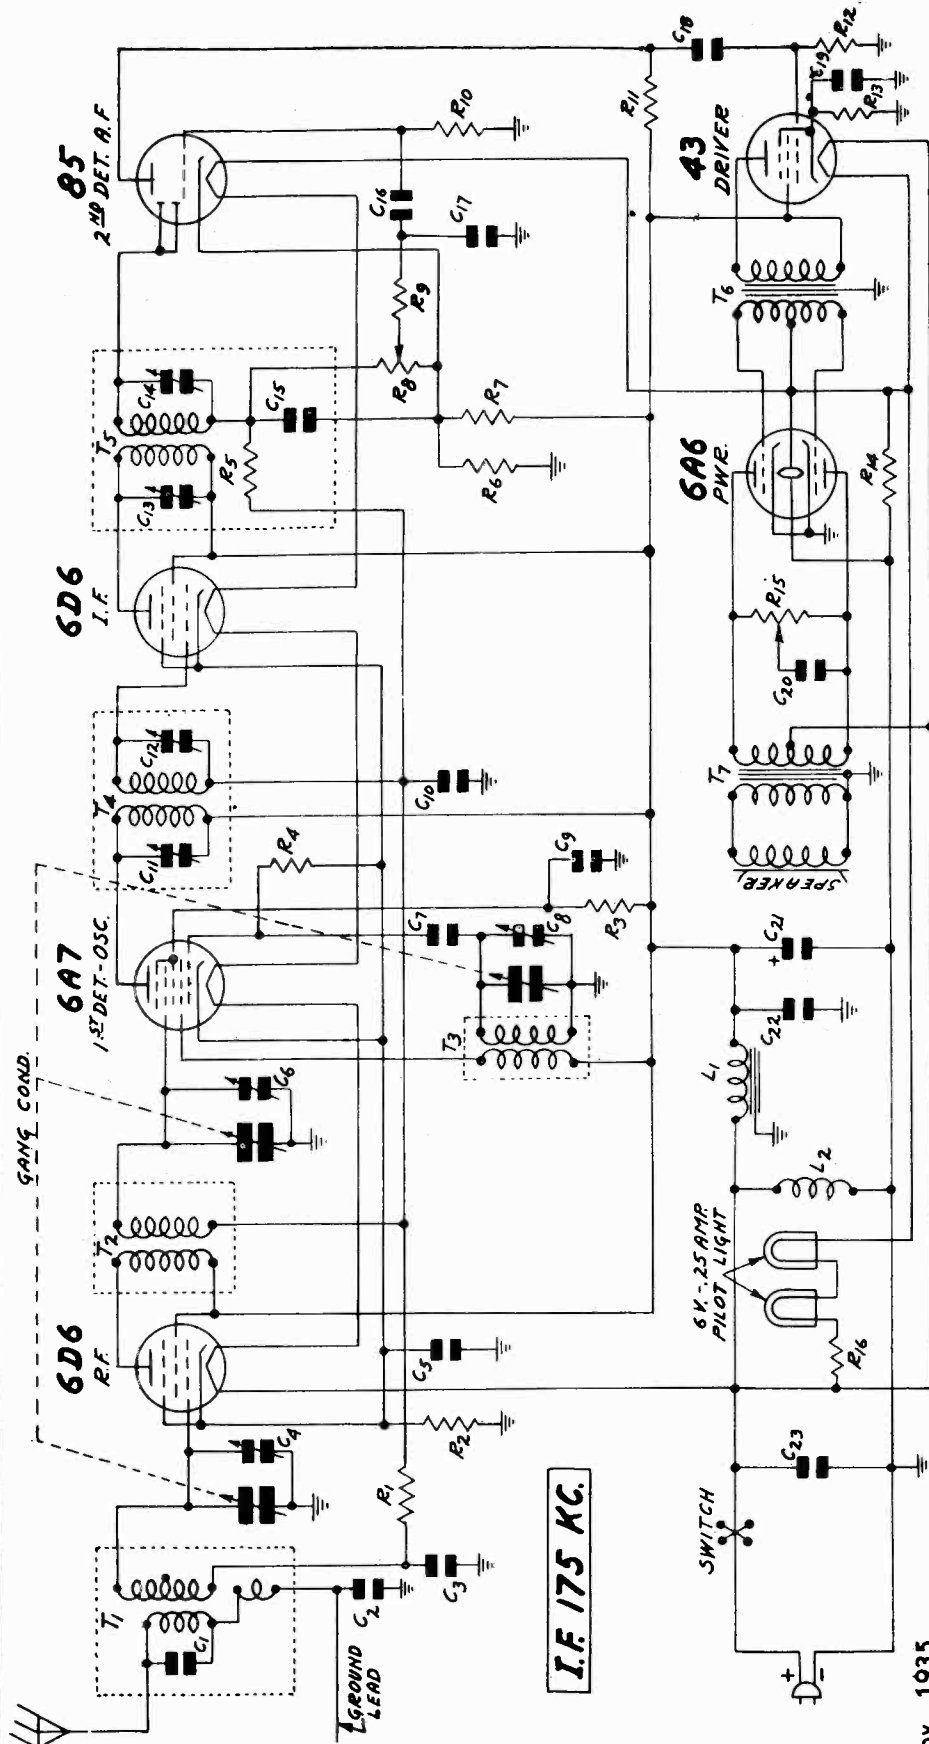 GANG COND.
6D6
R.F.
6A7
1ST DET.-OSC.
6D6
I.F.
85
2ND DET. A.F
T1
C1
GROUND
LEAD
C2
C3
R1
C4
R2
C5
T2
C6
T3
C7
C8
C9
R3
R4
T4
C11
C12
C10
T5
C13
C14
R5
C15
R6
R7
R8
R9
C16
C17
R10
R11
C18
R12
C19
R13
I.F. 175 KC.
SWITCH
+
-
C23
6V.-.25 AMP.
PILOT LIGHT
R16
L2
L1
C22
+
C21
SPEAKER
T7
C20
R15
6A6
PWR.
R14
T6
43
DRIVER
1935